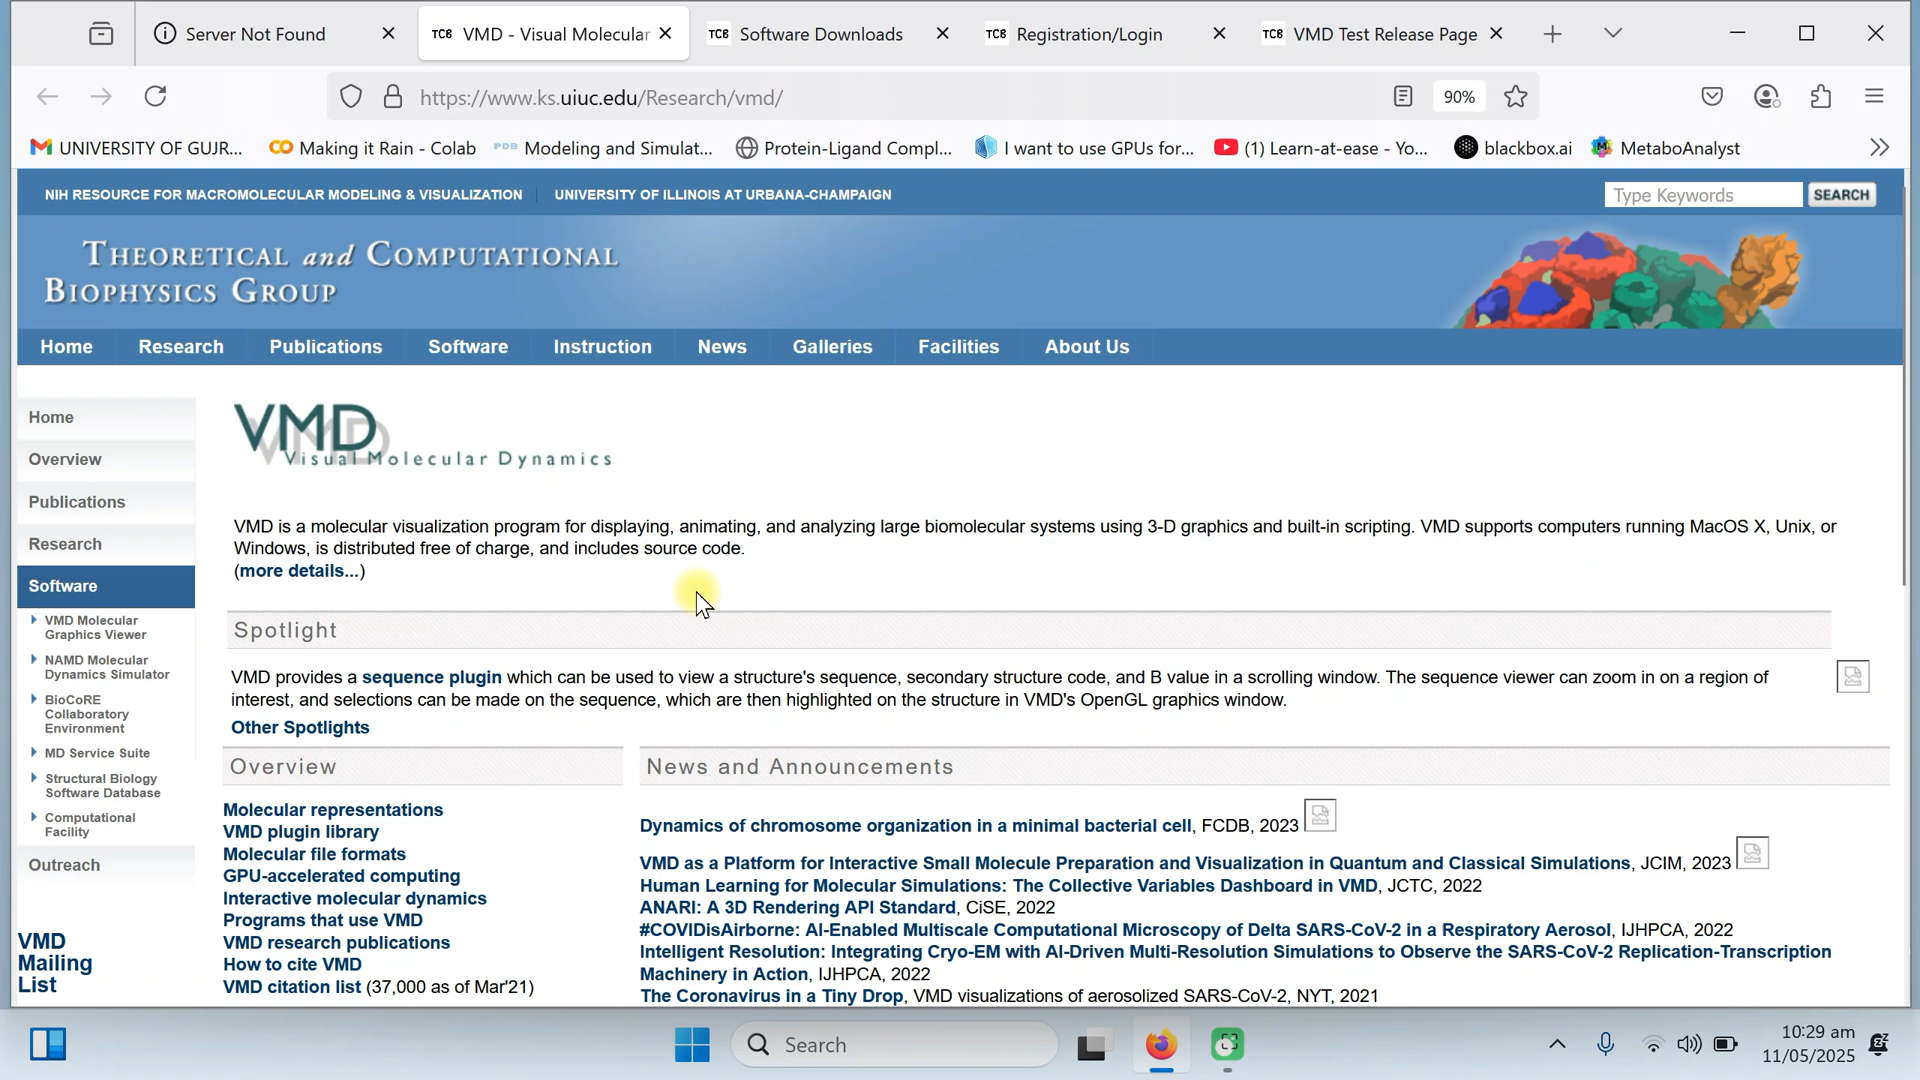 Server Not Found
TCB VMD - Visual Molecular
TCB Software Downloads
TCB Registration/Login
TCB VMD Test Release Page
https://www.ks.uiuc.edu/Research/vmd/
90%
UNIVERSITY OF GUJR...
Making it Rain - Colab
PDB Modeling and Simulat...
Protein-Ligand Compl...
I want to use GPUs for...
(1) Learn-at-ease - Yo...
blackbox.ai
MetaboAnalyst
NIH RESOURCE FOR MACROMOLECULAR MODELING & VISUALIZATION
UNIVERSITY OF ILLINOIS AT URBANA-CHAMPAIGN
Type Keywords
SEARCH
THEORETICAL and COMPUTATIONAL
BIOPHYSICS GROUP
Home
Research
Publications
Software
Instruction
News
Galleries
Facilities
About Us
Home
Overview
Publications
Research
Software
VMD Molecular
Graphics Viewer
NAMD Molecular
Dynamics Simulator
BioCoRE
Collaboratory
Environment
MD Service Suite
Structural Biology
Software Database
Computational
Facility
Outreach
VMD
Mailing
List
VMD
Visual Molecular Dynamics
VMD is a molecular visualization program for displaying, animating, and analyzing large biomolecular systems using 3-D graphics and built-in scripting. VMD supports computers running MacOS X, Unix, or
Windows, is distributed free of charge, and includes source code.
(more details...)
Spotlight
VMD provides a sequence plugin which can be used to view a structure's sequence, secondary structure code, and B value in a scrolling window. The sequence viewer can zoom in on a region of
interest, and selections can be made on the sequence, which are then highlighted on the structure in VMD's OpenGL graphics window.
Other Spotlights
Overview
Molecular representations
VMD plugin library
Molecular file formats
GPU-accelerated computing
Interactive molecular dynamics
Programs that use VMD
VMD research publications
How to cite VMD
VMD citation list (37,000 as of Mar'21)
News and Announcements
Dynamics of chromosome organization in a minimal bacterial cell, FCDB, 2023
VMD as a Platform for Interactive Small Molecule Preparation and Visualization in Quantum and Classical Simulations, JCIM, 2023
Human Learning for Molecular Simulations: The Collective Variables Dashboard in VMD, JCTC, 2022
ANARI: A 3D Rendering API Standard, CiSE, 2022
#COVIDisAirborne: AI-Enabled Multiscale Computational Microscopy of Delta SARS-CoV-2 in a Respiratory Aerosol, IJHPCA, 2022
Intelligent Resolution: Integrating Cryo-EM with AI-Driven Multi-Resolution Simulations to Observe the SARS-CoV-2 Replication-Transcription
Machinery in Action, IJHPCA, 2022
The Coronavirus in a Tiny Drop, VMD visualizations of aerosolized SARS-CoV-2, NYT, 2021
Search
10:29 am
11/05/2025